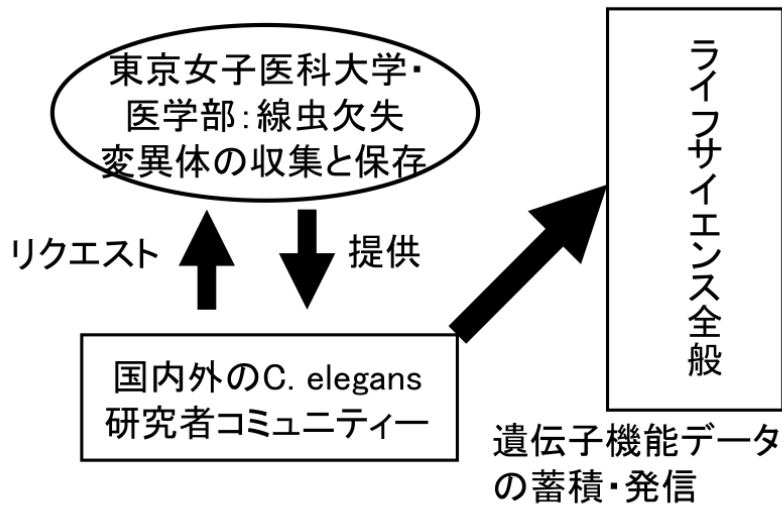 東京女子医科大学・
医学部：線虫欠失
変異体の収集と保存
リクエスト
提供
国内外のC. elegans
研究者コミュニティー
ライフサイエンス全般
遺伝子機能データ
の蓄積・発信